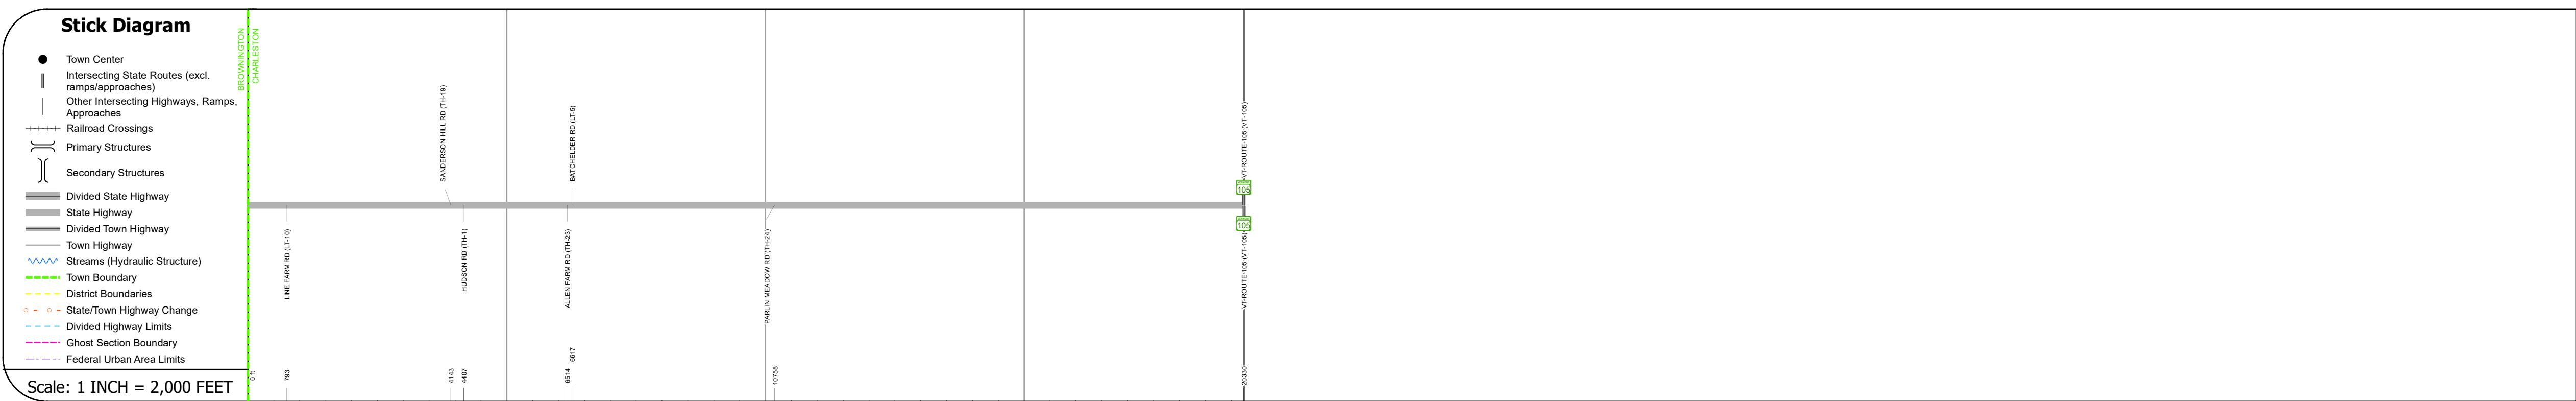 Stick Diagram
Town Center
Intersecting State Routes (excl.
ramps/approaches)
Other Intersecting Highways, Ramps,
Approaches
Railroad Crossings
Primary Structures
Secondary Structures
Divided State Highway
State Highway
Divided Town Highway
Town Highway
Streams (Hydraulic Structure)
Town Boundary
District Boundaries
State/Town Highway Change
Divided Highway Limits
Ghost Section Boundary
Federal Urban Area Limits
Scale: 1 INCH = 2,000 FEET
BROWNINGTON
CHARLESTON
LINE FARM RD (LT-10)
SANDERSON HILL RD (TH-19)
HUDSON RD (TH-1)
ALLEN FARM RD (TH-23)
BATCHELDER RD (LT-5)
PARLIN MEADOW RD (TH-24)
VT-ROUTE-105 (VT-105)
105
105
VT-ROUTE-105 (VT-105)
0 ft
793
4143
4407
6514
6617
10758
20330